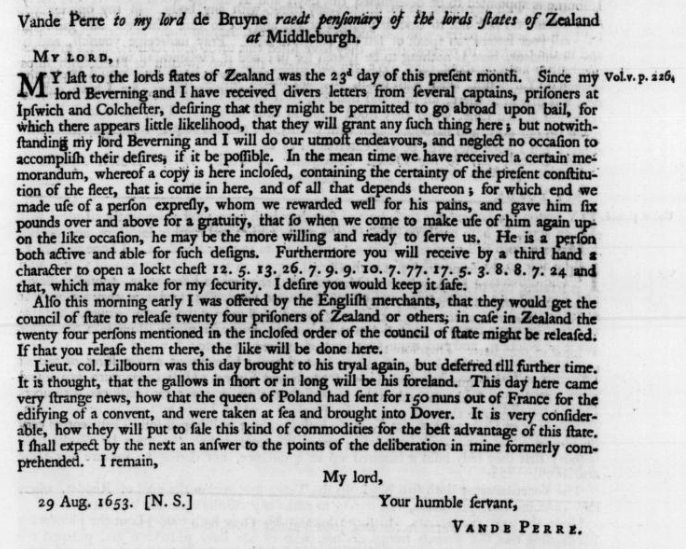 Vande Perre to my lord de Bruyne raedt pensionary of the lords states of Zealand
at Middleburgh.
MY LORD,
MY last to the lords states of Zealand was the 23d day of this present month. Since my Vol.v. p. 226,
lord Beverning and I have received divers letters from several captains, prisoners at
Ipswich and Colchester, desiring that they might be permitted to go abroad upon bail, for
which there appears little likelihood, that they will grant any such thing here; but notwith-
standing my lord Beverning and I will do our utmost endeavours, and neglect no occasion to
accomplish their desires, if it be possible. In the mean time we have received a certain me-
morandum, whereof a copy is here inclosed, containing the certainty of the present constitu-
tion of the fleet, that is come in here, and of all that depends thereon; for which end we
made use of a person expresly, whom we rewarded well for his pains, and gave him six
pounds over and above for a gratuity, that so when we come to make use of him again up-
on the like occasion, he may be the more willing and ready to serve us. He is a person
both active and able for such designs. Furthermore you will receive by a third hand a
character to open a lockt chest 12. 5. 13. 26. 7. 9. 9. 10. 7. 77. 17. 5. 3. 8. 8. 7. 24 and
that, which may make for my security. I desire you would keep it safe.
Also this morning early I was offered by the English merchants, that they would get the
council of state to release twenty four prisoners of Zealand or others; in case in Zealand the
twenty four persons mentioned in the inclosed order of the council of state might be released.
If that you release them there, the like will be done here.
Lieut. col. Lilbourn was this day brought to his tryal again, but deferred till further time.
It is thought, that the gallows in short or in long will be his foreland. This day here came
very strange news, how that the queen of Poland had sent for 150 nuns out of France for the
edifying of a convent, and were taken at sea and brought into Dover. It is very consider-
able, how they will put to sale this kind of commodities for the best advantage of this state.
I shall expect by the next an answer to the points of the deliberation in mine formerly com-
prehended. I remain,
My lord,
29 Aug. 1653. [N. S.] Your humble servant,
VANDE PERRE.